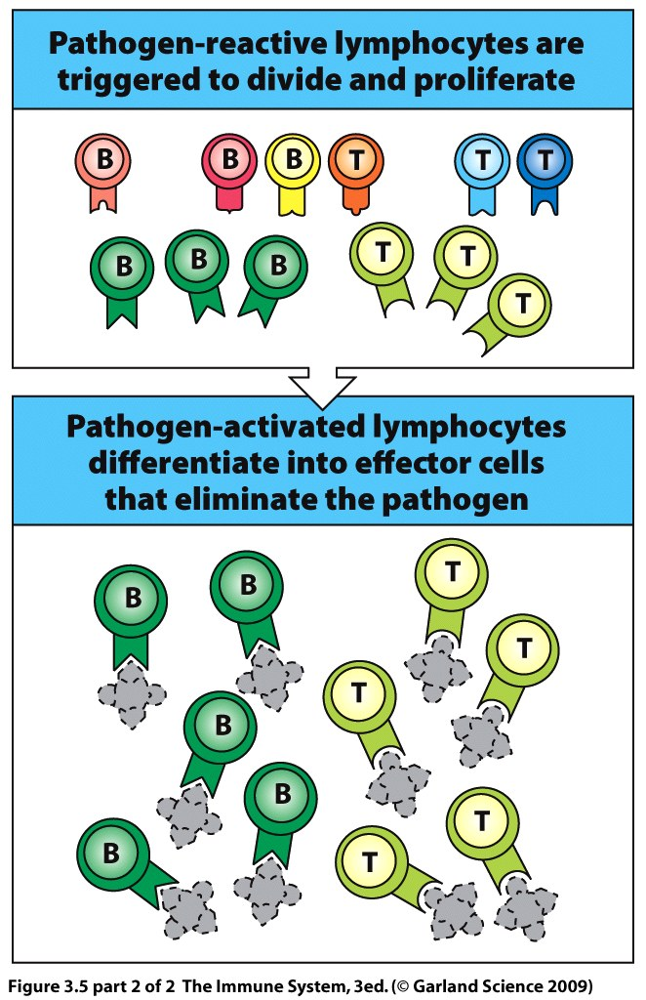 Pathogen-reactive lymphocytes are
triggered to divide and proliferate
B B B T T T
B B B T T T
Pathogen-activated lymphocytes
differentiate into effector cells
that eliminate the pathogen
B B T
T
T
B
B
T
B T
Figure 3.5 part 2 of 2 The Immune System, 3ed. (© Garland Science 2009)